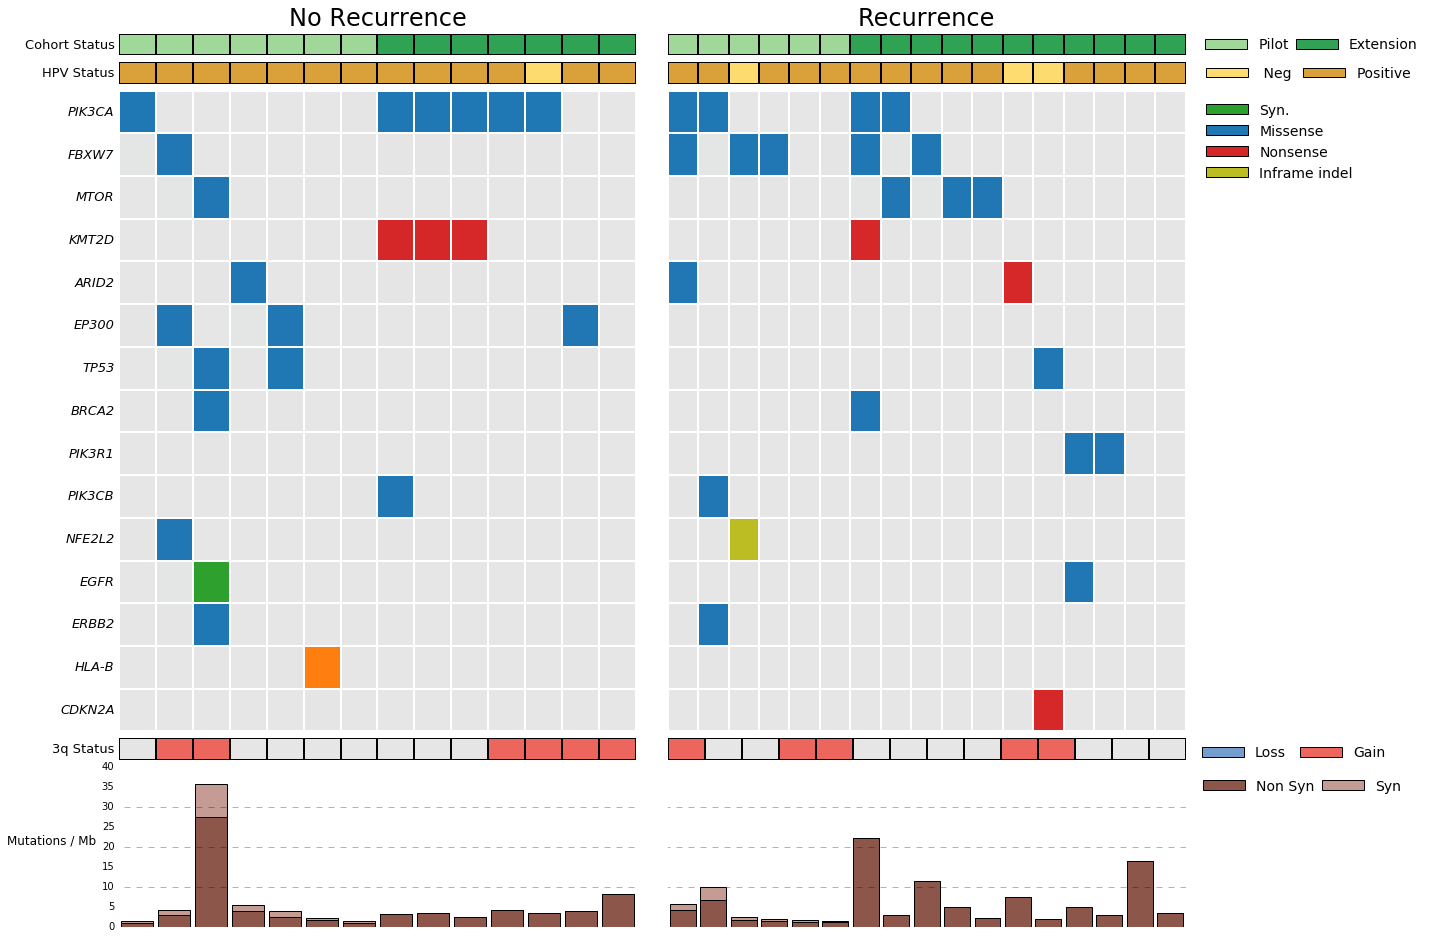 No Recurrence Recurrence
Cohort Status Pilot Extension
HPV Status Neg Positive
PIK3CA Syn.
Missense
FBXW7 Nonsense
Inframe indel
MTOR
KMT2D
ARID2
EP300
TP53
BRCA2
PIK3R1
PIK3CB
NFE2L2
EGFR
ERBB2
HLA-B
CDKN2A
3q Status Loss Gain
40
35 Non Syn Syn
30
25
20
Mutations / Mb
15
10
5
0